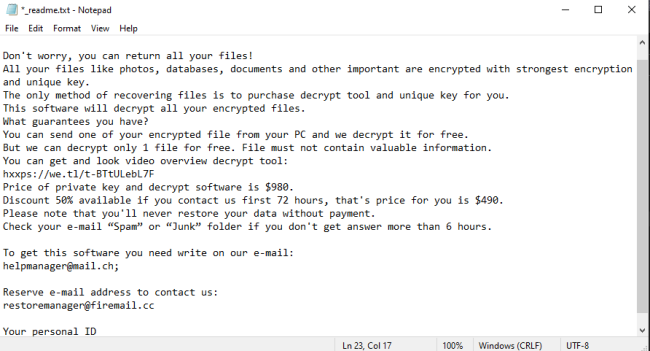 *_readme.txt - Notepad
File Edit Format View Help
Don't worry, you can return all your files!
All your files like photos, databases, documents and other important are encrypted with strongest encryption
and unique key.
The only method of recovering files is to purchase decrypt tool and unique key for you.
This software will decrypt all your encrypted files.
What guarantees you have?
You can send one of your encrypted file from your PC and we decrypt it for free.
But we can decrypt only 1 file for free. File must not contain valuable information.
You can get and look video overview decrypt tool:
hxxps://we.tl/t-BTtULebL7F
Price of private key and decrypt software is $980.
Discount 50% available if you contact us first 72 hours, that's price for you is $490.
Please note that you'll never restore your data without payment.
Check your e-mail “Spam” or “Junk” folder if you don't get answer more than 6 hours.
To get this software you need write on our e-mail:
helpmanager@mail.ch;
Reserve e-mail address to contact us:
restoremanager@firemail.cc
Your personal ID
Ln 23, Col 17 100% Windows (CRLF) UTF-8